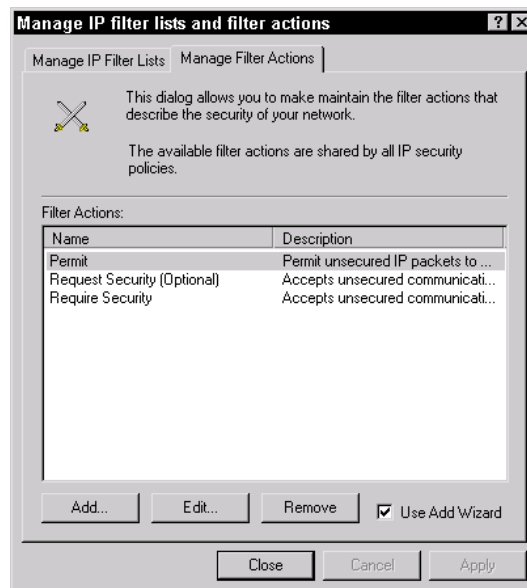 Manage IP filter lists and filter actions
Manage IP Filter Lists Manage Filter Actions
This dialog allows you to make maintain the filter actions that
describe the security of your network.
The available filter actions are shared by all IP security
policies.
Filter Actions:
Name Description
Permit Permit unsecured IP packets to ...
Request Security (Optional) Accepts unsecured communicati...
Require Security Accepts unsecured communicati...
Add... Edit... Remove Use Add Wizard
Close Cancel Apply